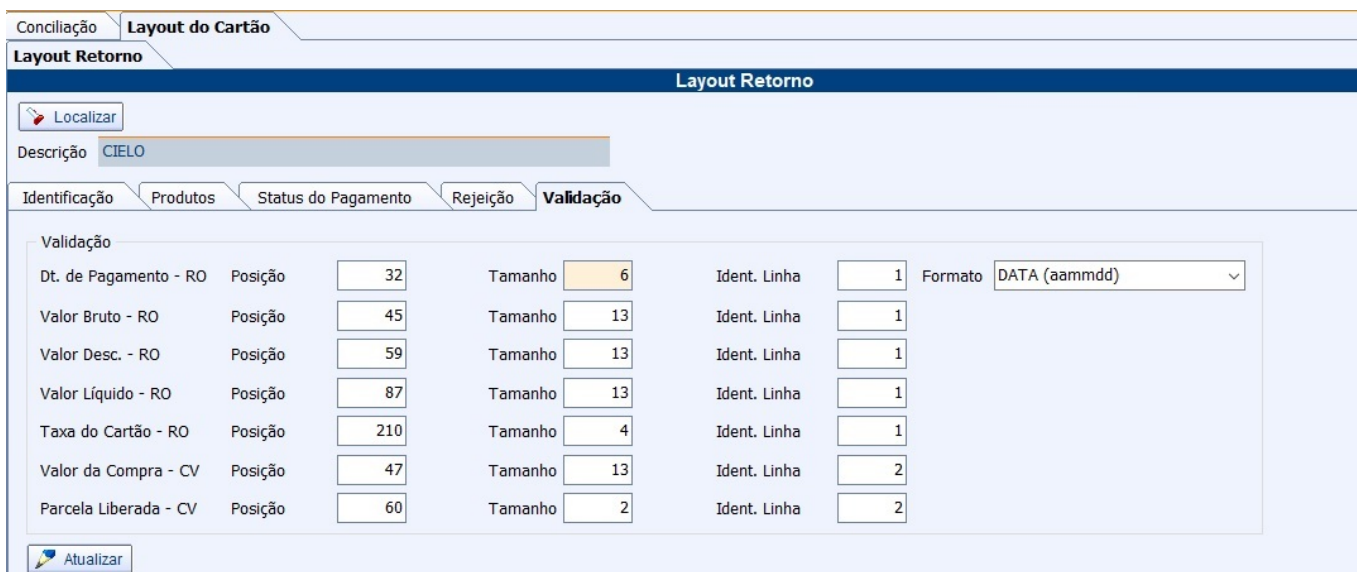 Conciliação Layout do Cartão
Layout Retorno
Layout Retorno
Localizar
Descrição CIELO
Identificação Produtos Status do Pagamento Rejeição Validação
Validação
Dt. de Pagamento - RO Posição 32 Tamanho 6 Ident. Linha 1 Formato DATA (aammdd)
Valor Bruto - RO Posição 45 Tamanho 13 Ident. Linha 1
Valor Desc. - RO Posição 59 Tamanho 13 Ident. Linha 1
Valor Líquido - RO Posição 87 Tamanho 13 Ident. Linha 1
Taxa do Cartão - RO Posição 210 Tamanho 4 Ident. Linha 1
Valor da Compra - CV Posição 47 Tamanho 13 Ident. Linha 2
Parcela Liberada - CV Posição 60 Tamanho 2 Ident. Linha 2
Atualizar